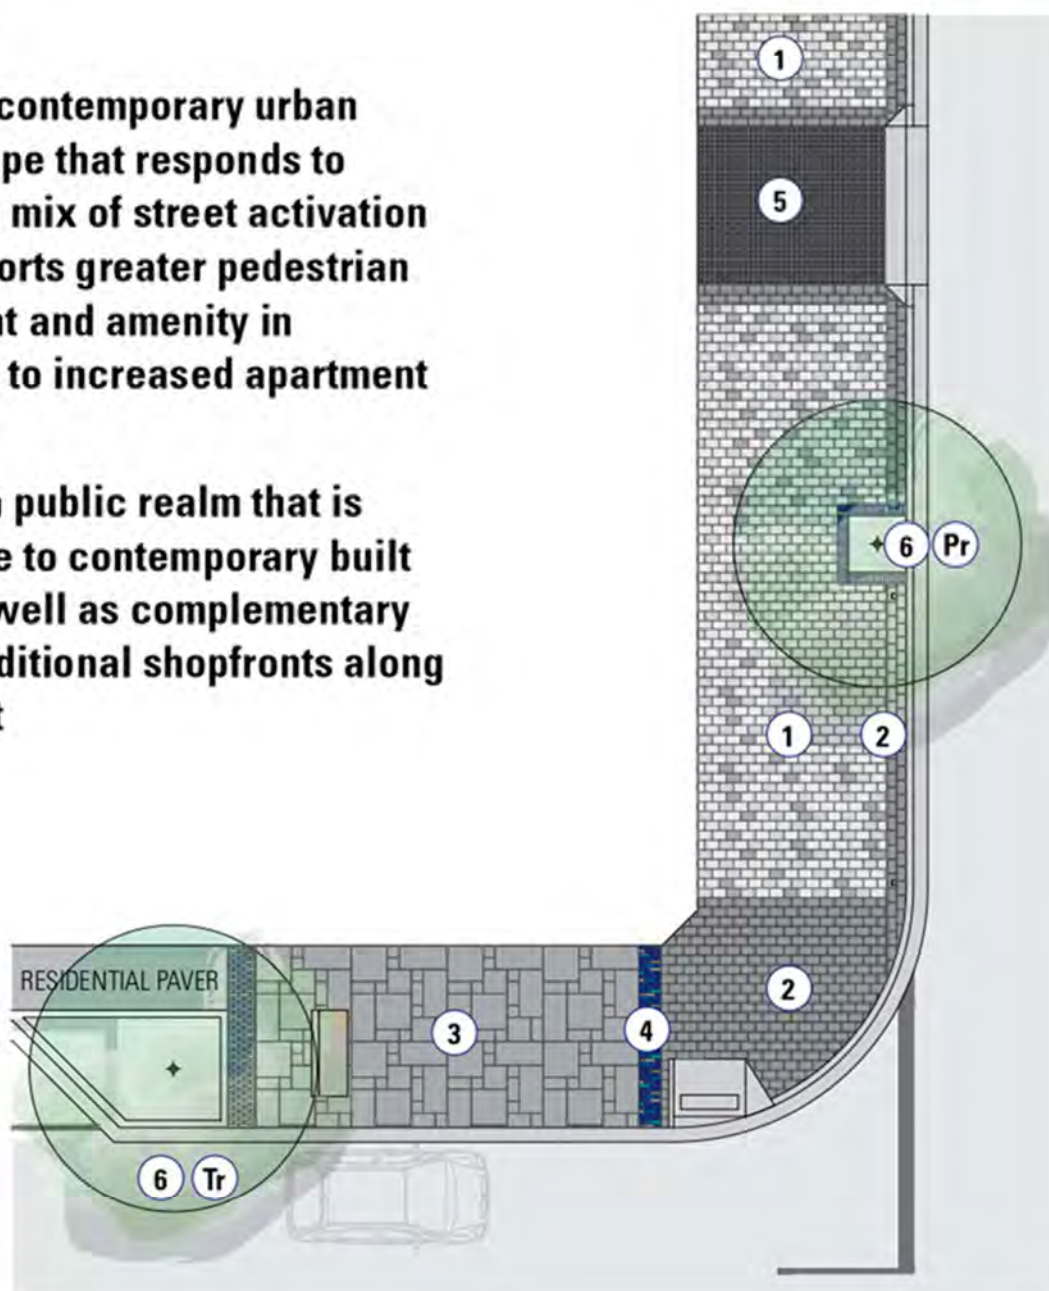 contemporary urban
pe that responds to
mix of street activation
orts greater pedestrian
t and amenity in
to increased apartment
public realm that is
e to contemporary built
well as complementary
ditional shopfronts along
t
1
5
6 Pr
1 2
2
RESIDENTIAL PAVER
3 4
6 Tr